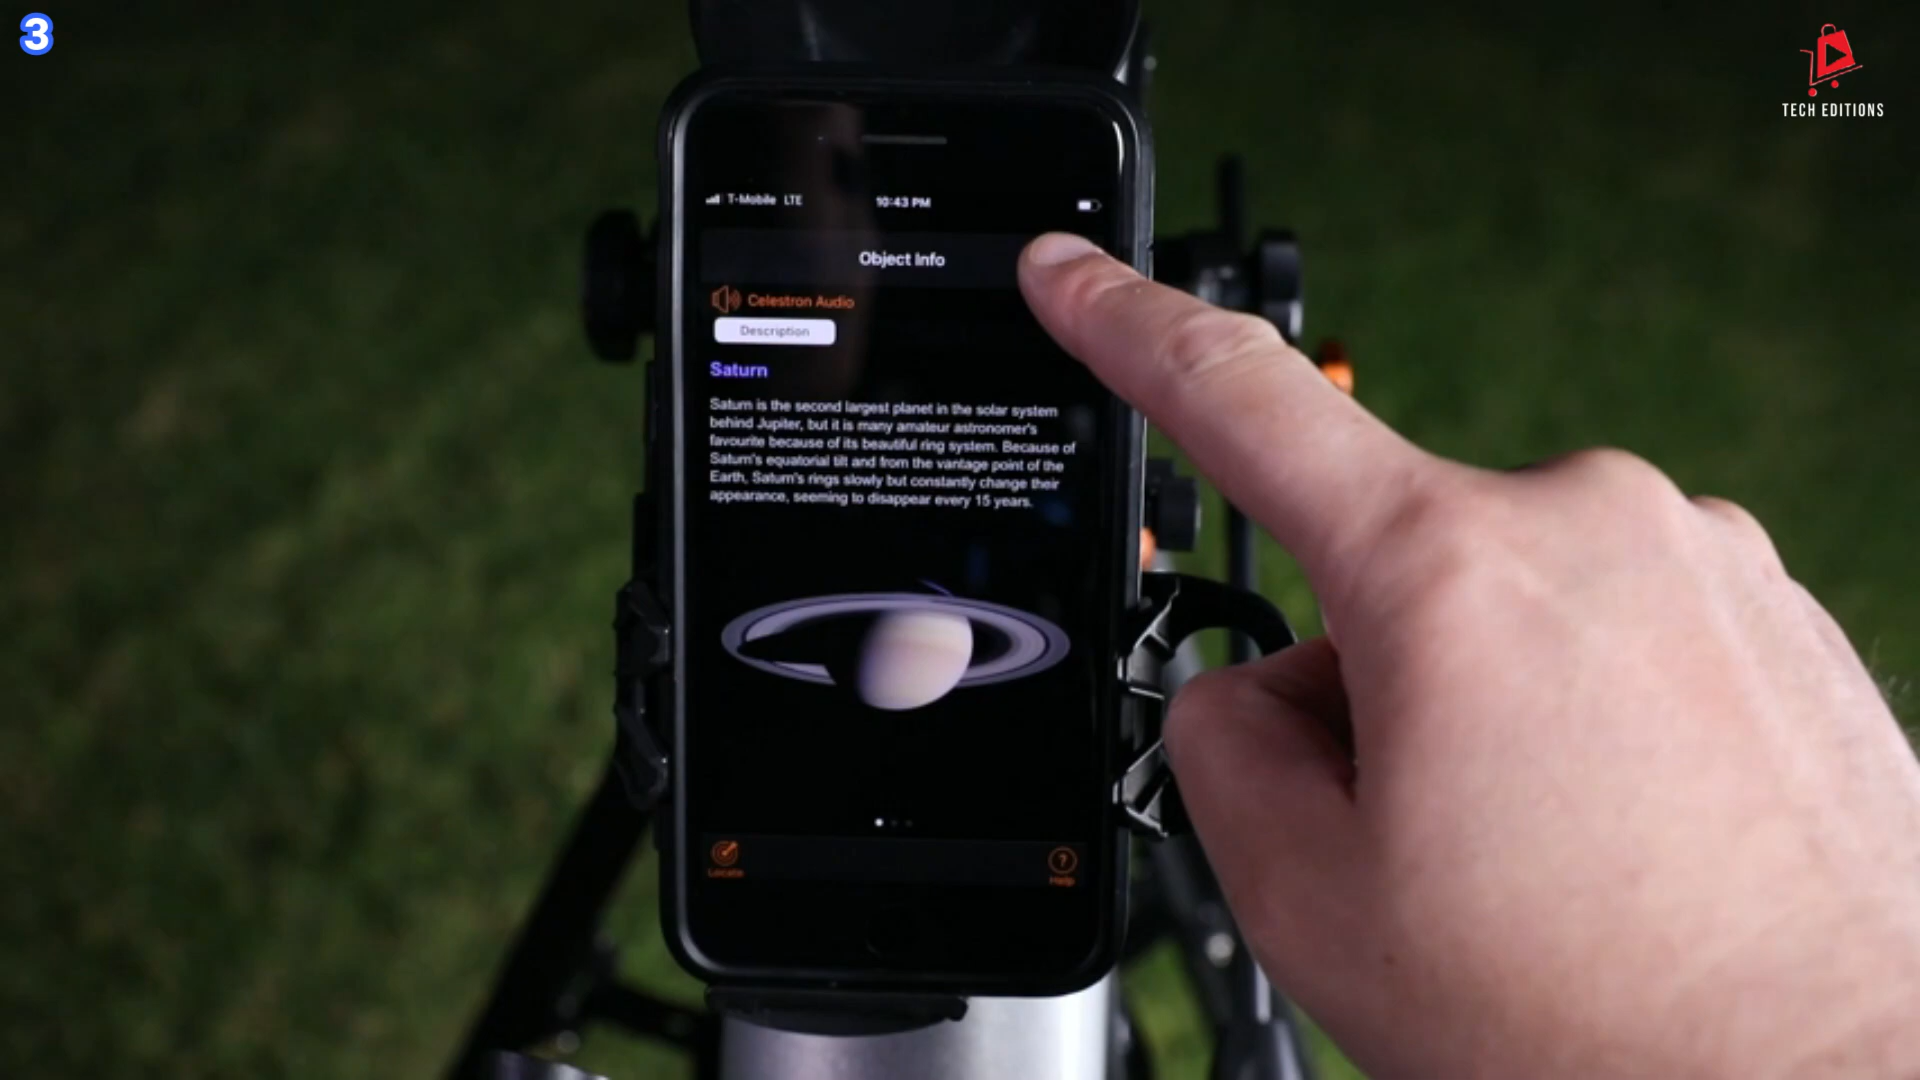 3
TECH EDITIONS
T-Mobile LTE 10:43 PM
Object Info
Celestron Audio
Description
Saturn
Saturn is the second largest planet in the solar system
behind Jupiter, but it is many amateur astronomer's
favourite because of its beautiful ring system. Because of
Saturn's equatorial tilt and from the vantage point of the
Earth, Saturn's rings slowly but constantly change their
appearance, seeming to disappear every 15 years.
Locate
? Help